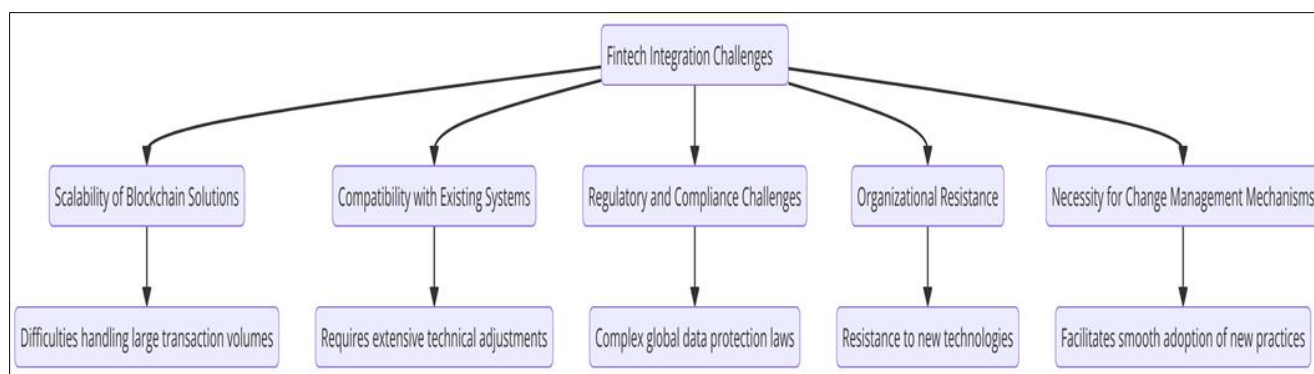 Fintech Integration Challenges
Scalability of Blockchain Solutions
Compatibility with Existing Systems
Regulatory and Compliance Challenges
Organizational Resistance
Necessity for Change Management Mechanisms
Difficulties handling large transaction volumes
Requires extensive technical adjustments
Complex global data protection laws
Resistance to new technologies
Facilitates smooth adoption of new practices